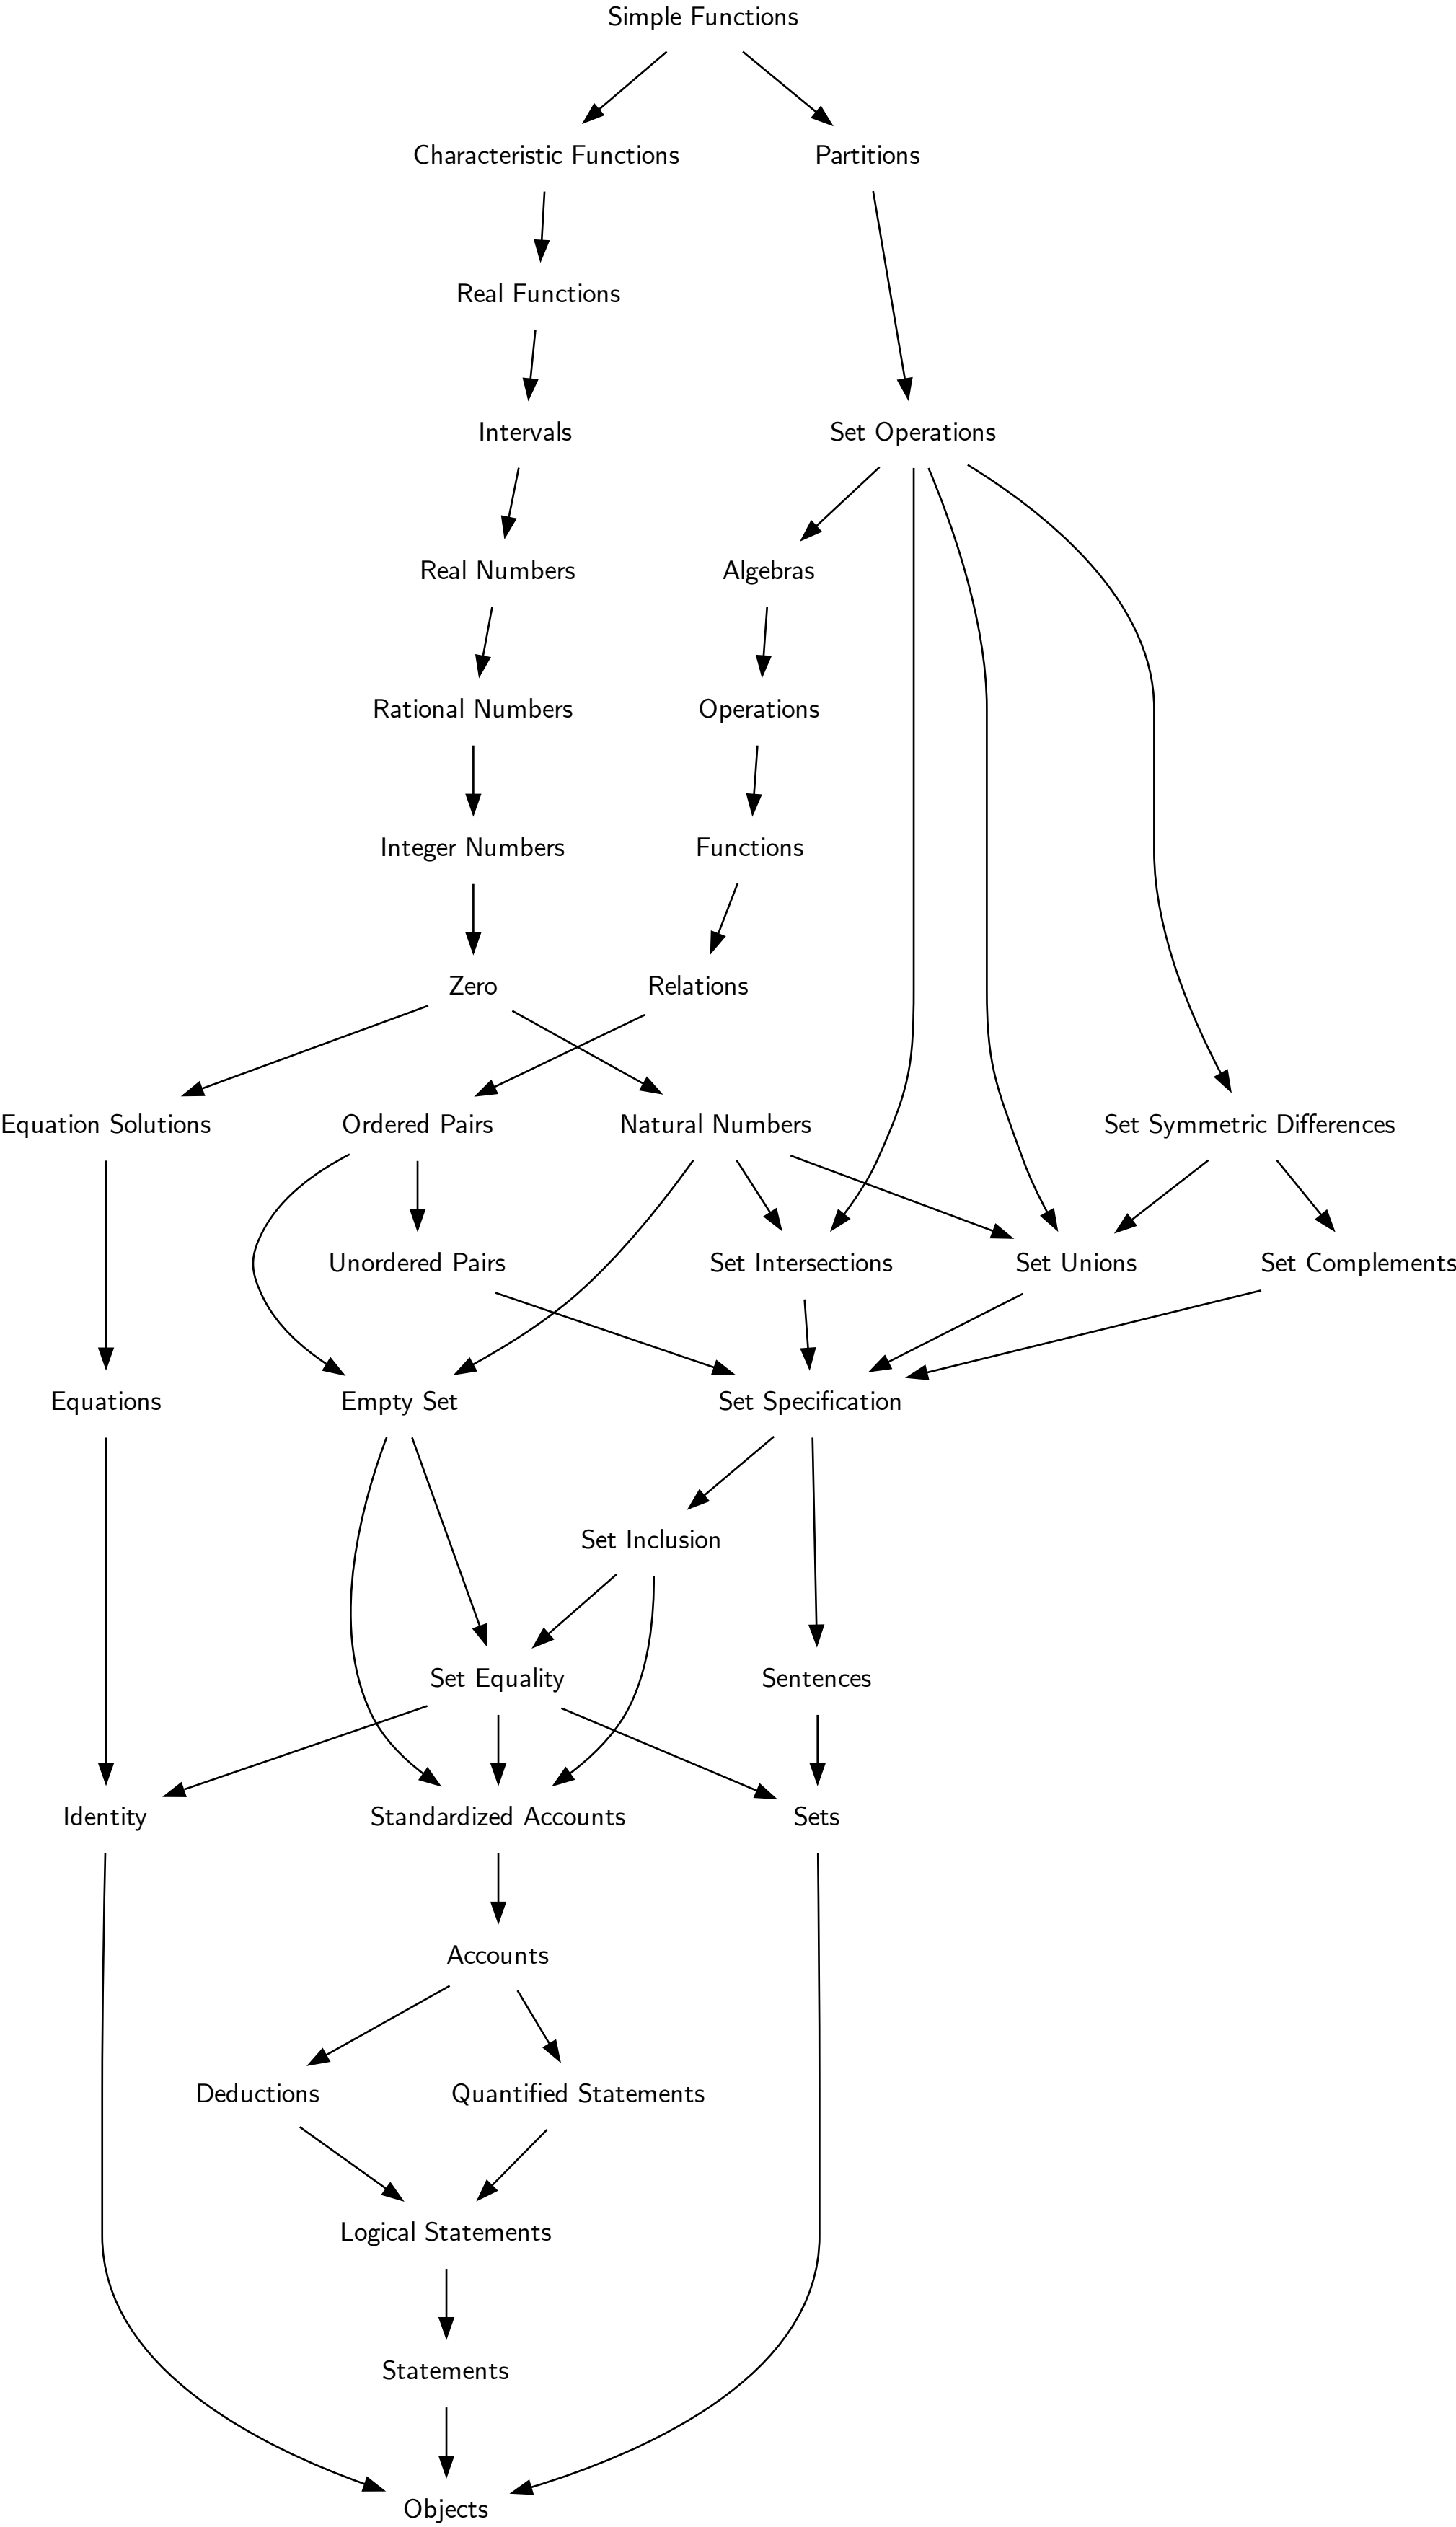 Simple Functions
Characteristic Functions
Partitions
Real Functions
Intervals
Set Operations
Real Numbers
Algebras
Rational Numbers
Operations
Integer Numbers
Functions
Zero
Relations
Equation Solutions
Ordered Pairs
Natural Numbers
Set Symmetric Differences
Unordered Pairs
Set Intersections
Set Unions
Set Complements
Equations
Empty Set
Set Specification
Set Inclusion
Set Equality
Sentences
Identity
Standardized Accounts
Sets
Accounts
Deductions
Quantified Statements
Logical Statements
Statements
Objects